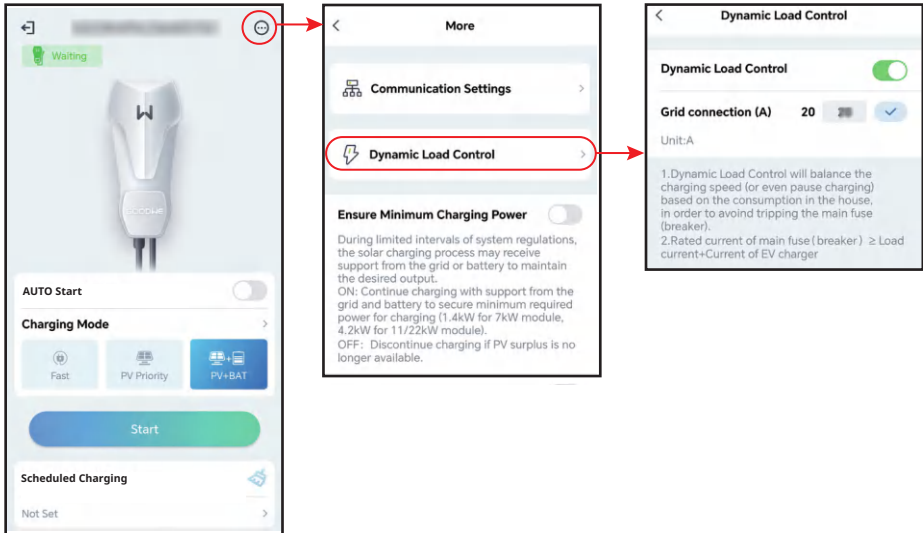 Waiting
GOODWE
AUTO Start
Charging Mode
Fast
PV Priority
PV+BAT
Start
Scheduled Charging
Not Set
More
Communication Settings
Dynamic Load Control
Ensure Minimum Charging Power
During limited intervals of system regulations,
the solar charging process may receive
support from the grid or battery to maintain
the desired output.
ON: Continue charging with support from the
grid and battery to secure minimum required
power for charging (1.4kW for 7kW module,
4.2kW for 11/22kW module).
OFF: Discontinue charging if PV surplus is no
longer available.
Dynamic Load Control
Dynamic Load Control
Grid connection (A) 20
Unit:A
1.Dynamic Load Control will balance the
charging speed (or even pause charging)
based on the consumption in the house,
in order to avoind tripping the main fuse
(breaker).
2.Rated current of main fuse(breaker) ≥ Load
current+Current of EV charger